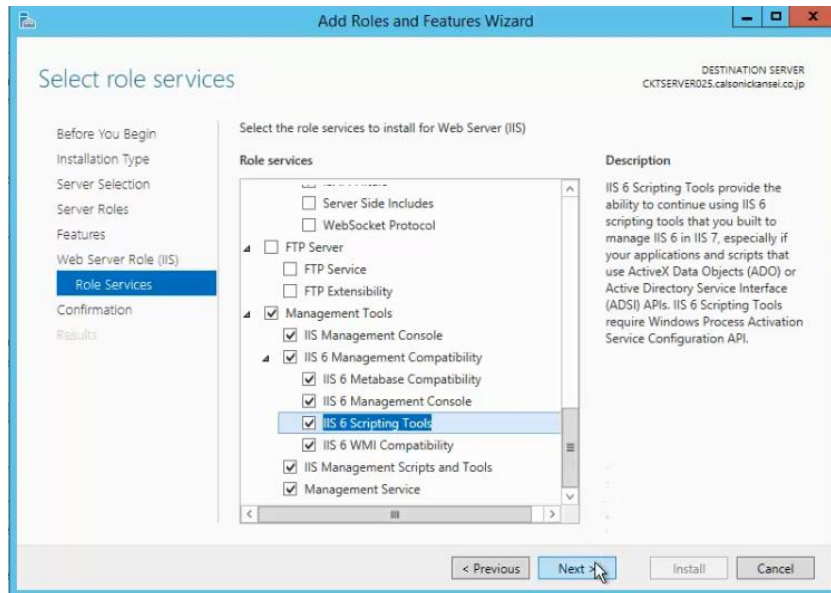 Add Roles and Features Wizard
Select role services
DESTINATION SERVER
CKTSERVER025.calsonickansei.co.jp
Before You Begin
Installation Type
Server Selection
Server Roles
Features
Web Server Role (IIS)
Role Services
Confirmation
Results
Select the role services to install for Web Server (IIS)
Role services
Server Side Includes
WebSocket Protocol
FTP Server
FTP Service
FTP Extensibility
Management Tools
IIS Management Console
IIS 6 Management Compatibility
IIS 6 Metabase Compatibility
IIS 6 Management Console
IIS 6 Scripting Tools
IIS 6 WMI Compatibility
IIS Management Scripts and Tools
Management Service
Description
IIS 6 Scripting Tools provide the
ability to continue using IIS 6
scripting tools that you built to
manage IIS 6 in IIS 7, especially if
your applications and scripts that
use ActiveX Data Objects (ADO) or
Active Directory Service Interface
(ADSI) APIs. IIS 6 Scripting Tools
require Windows Process Activation
Service Configuration API.
< Previous
Next >
Install
Cancel